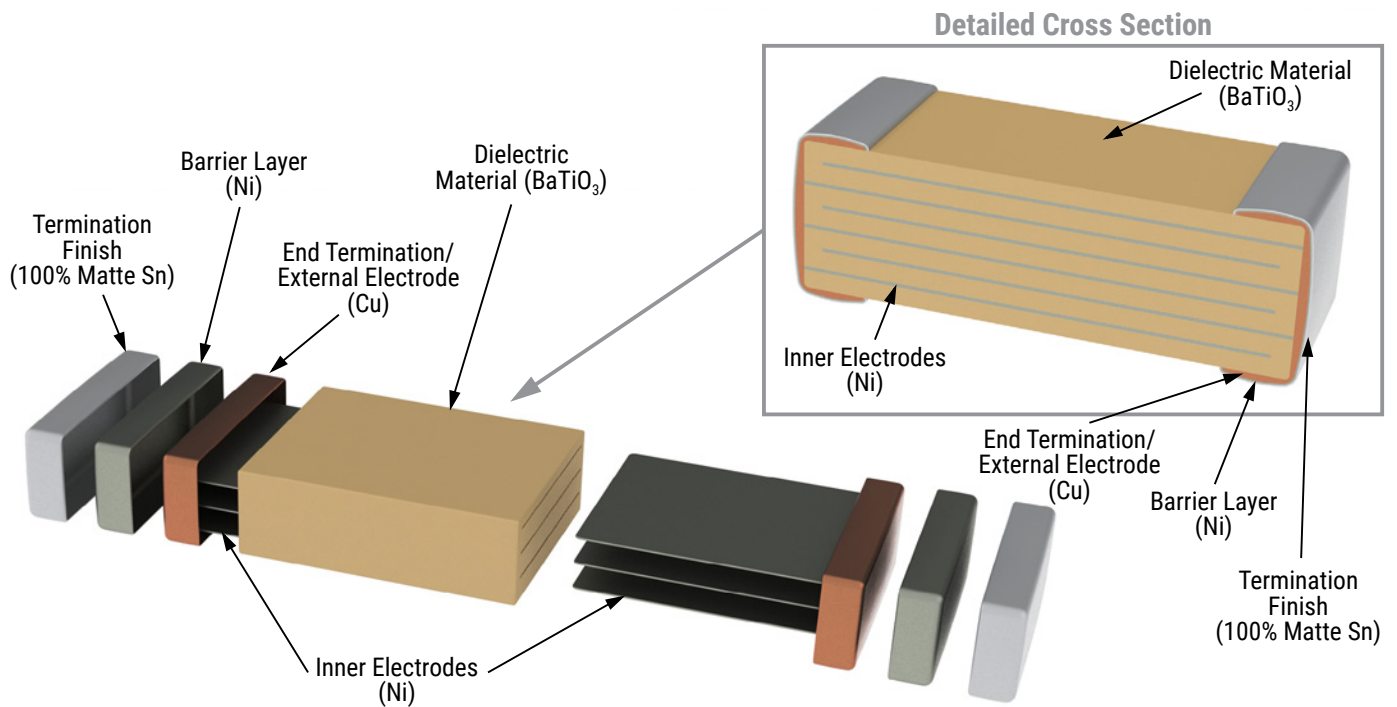 Detailed Cross Section
Dielectric Material
(BaTiO₃)
Inner Electrodes
(Ni)
End Termination/
External Electrode
(Cu)
Barrier Layer
(Ni)
Termination
Finish
(100% Matte Sn)
Dielectric
Material (BaTiO₃)
Barrier Layer
(Ni)
Termination
Finish
(100% Matte Sn)
End Termination/
External Electrode
(Cu)
Inner Electrodes
(Ni)